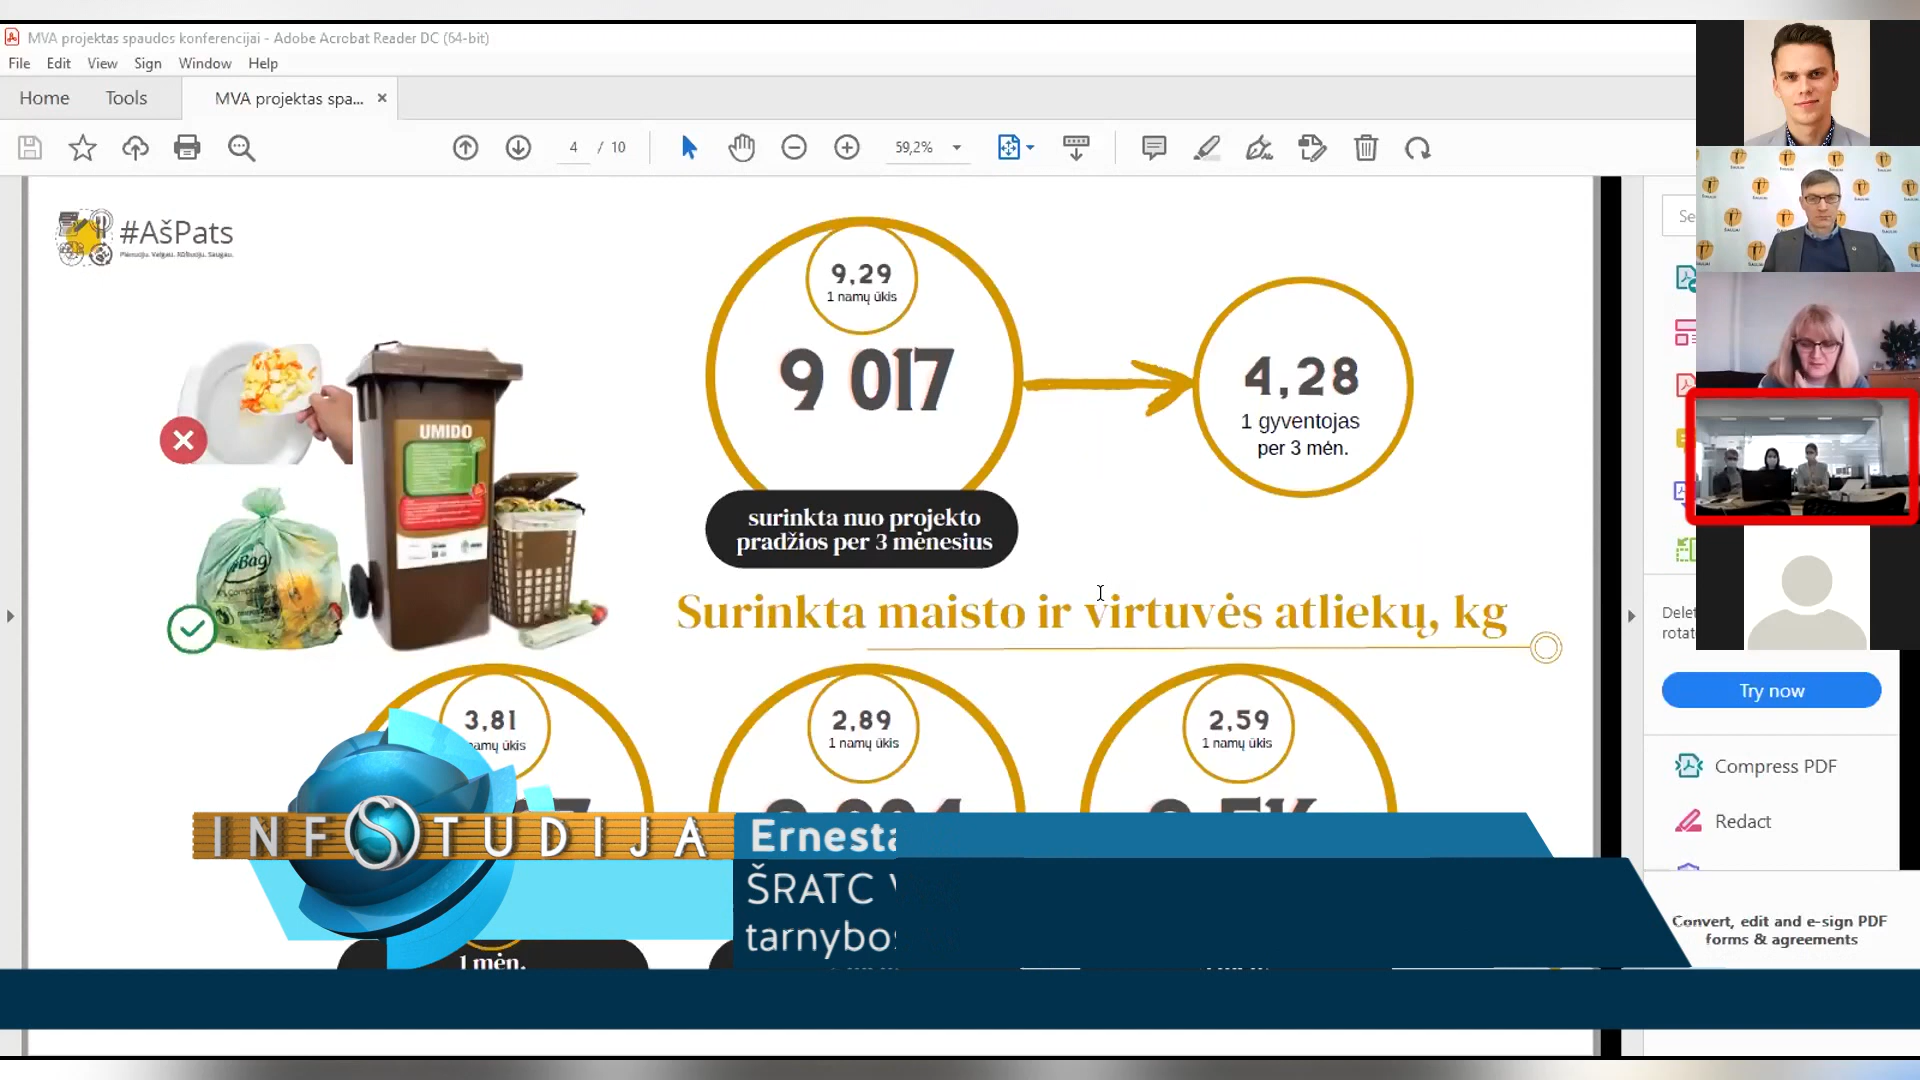 MVA projektas spaudos konferencijai - Adobe Acrobat Reader DC (64-bit)
File Edit View Sign Window Help
Home Tools MVA projektas spa... ×
4 / 10 59,2%
#AšPats
9,29
1 namų ūkis
9 017
4,28
1 gyventojas
per 3 mėn.
UMIDO
surinkta nuo projekto
pradžios per 3 mėnesius
Surinkta maisto ir virtuvės atliekų, kg
3,81
namų ūkis
2,89
1 namų ūkis
2,59
1 namų ūkis
INFOSTUDIJA
Ernesta
ŠRATC
tarnybos
1 mėn.
Try now
Compress PDF
Redact
Convert, edit and e-sign PDF
forms & agreements